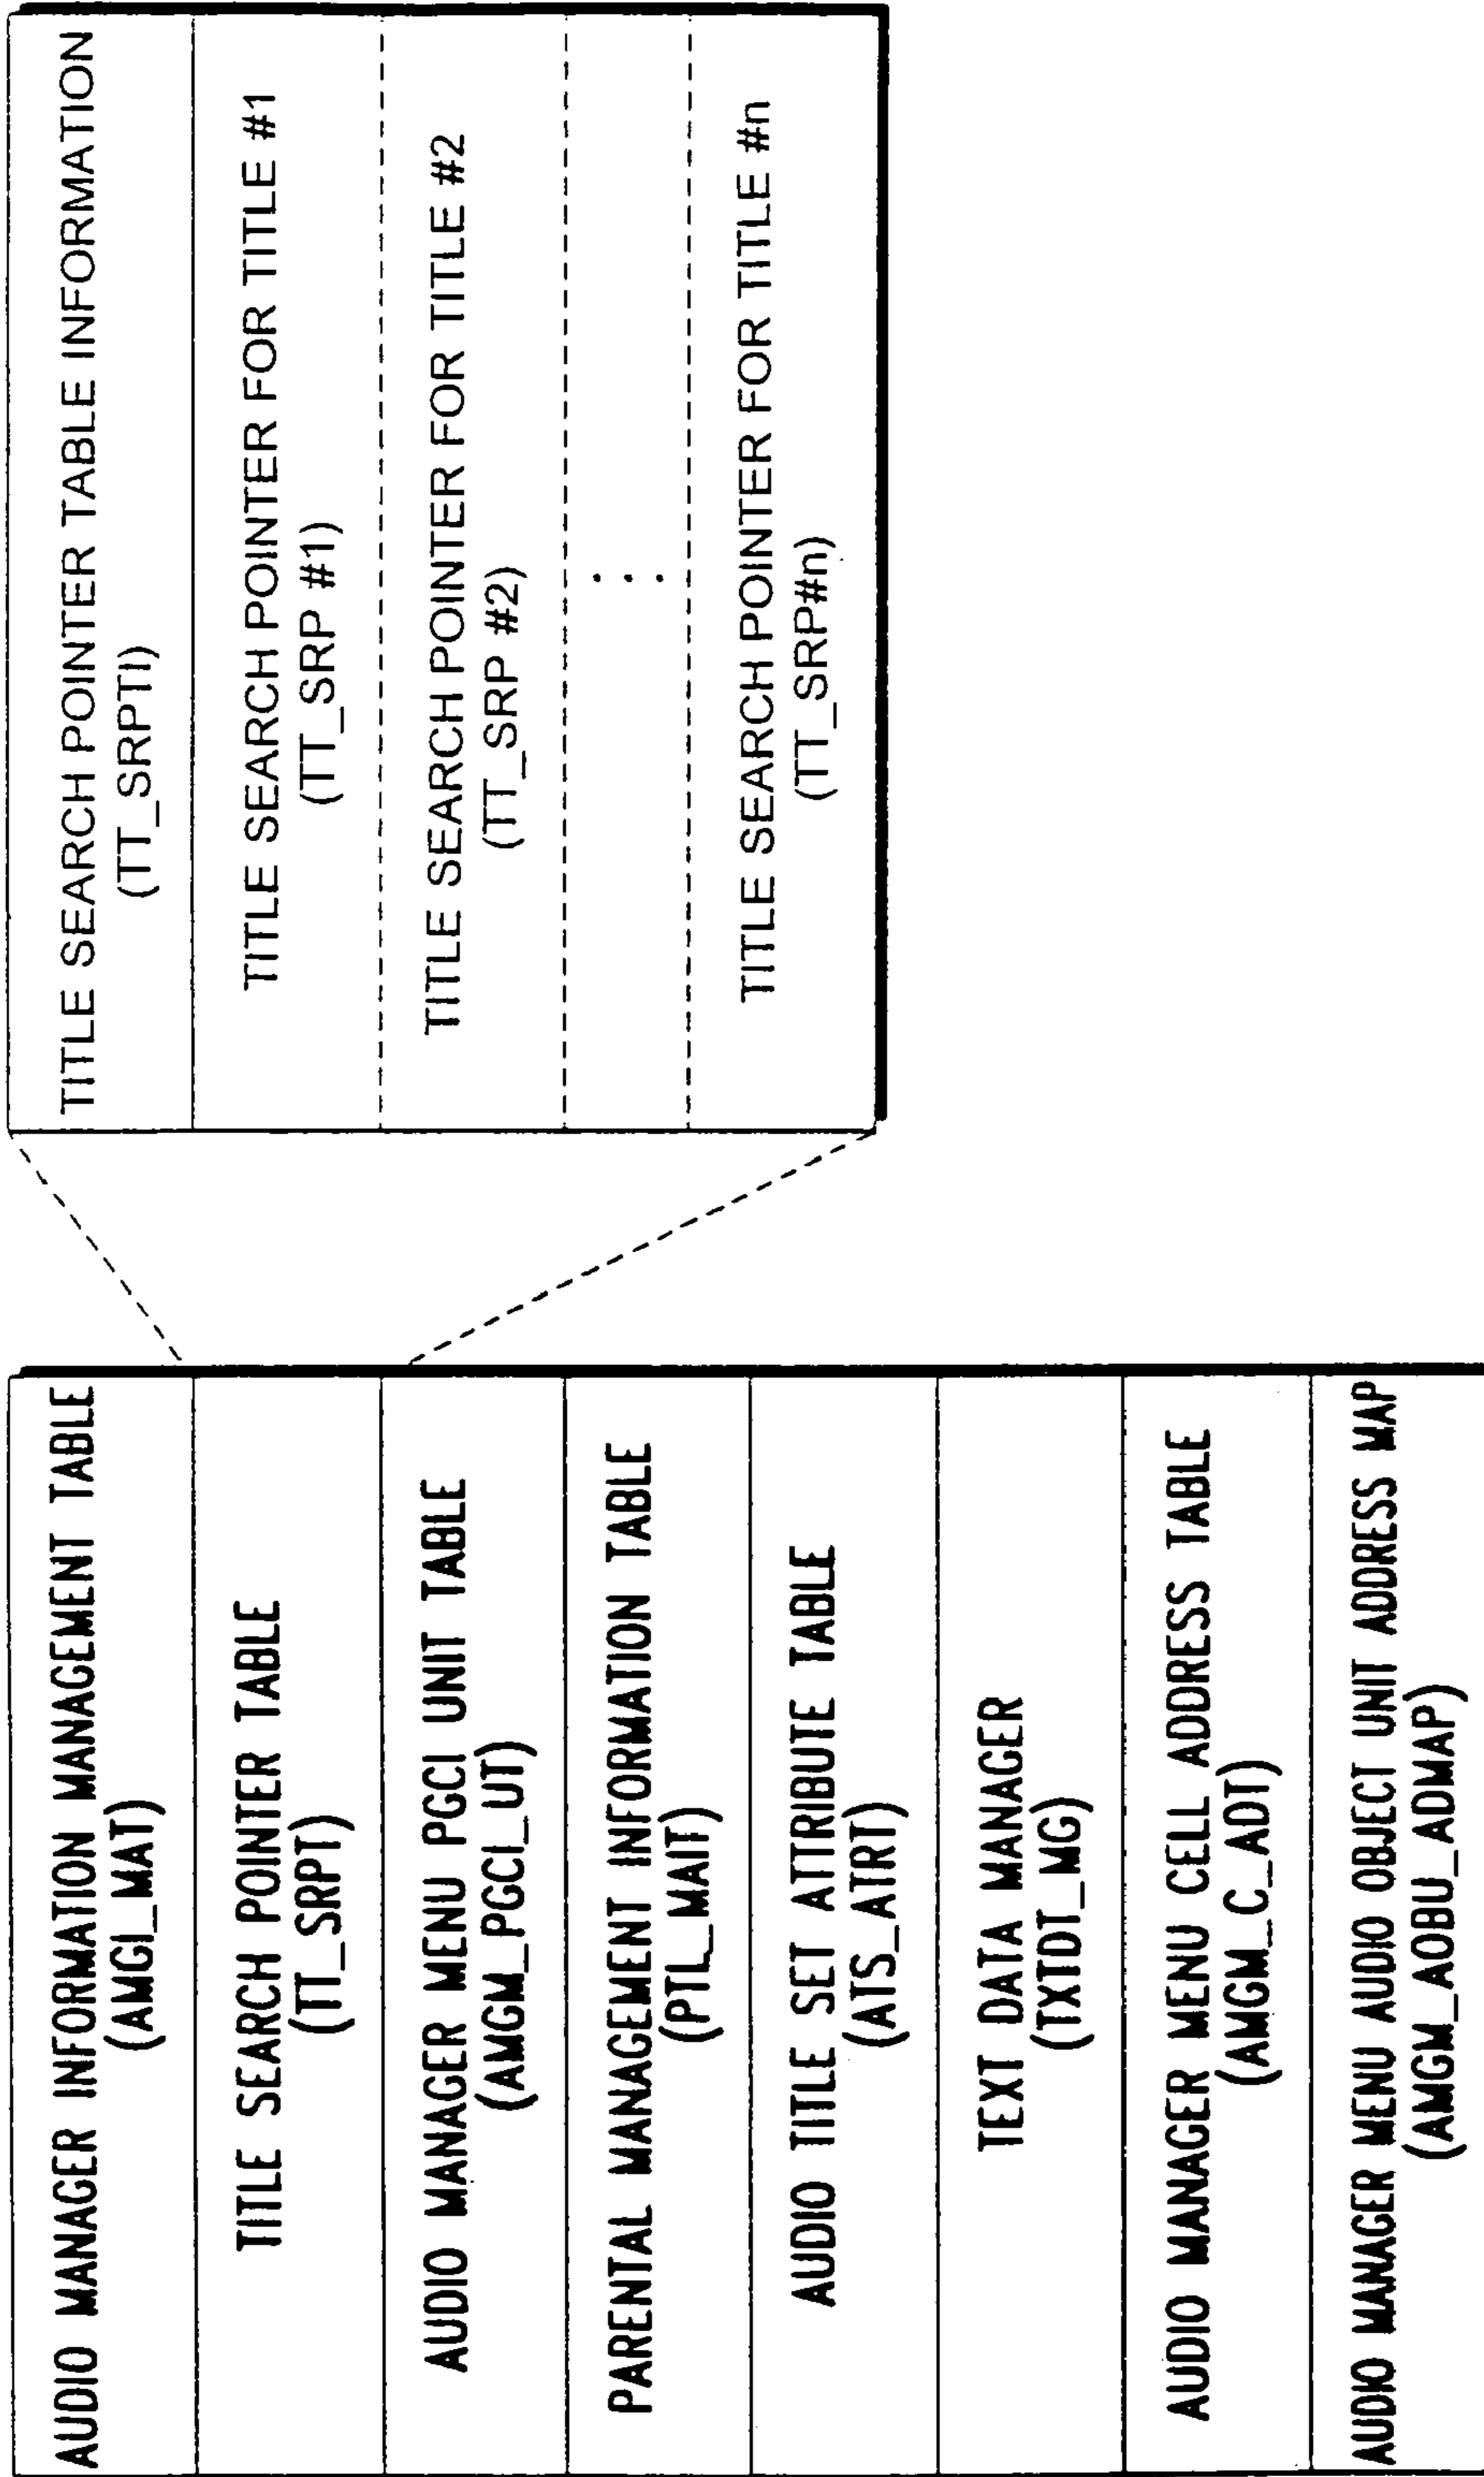 AUDIO MANAGER INFORMATION MANAGEMENT TABLE
(AMGI_MAT)
TITLE SEARCH POINTER TABLE
(TT_SRPT)
AUDIO MANAGER MENU PGCI UNIT TABLE
(AMGM_PGCI_UT)
PARENTAL MANAGEMENT INFORMATION TABLE
(PTL_MAIT)
AUDIO TITLE SET ATTRIBUTE TABLE
(ATS_ATRT)
TEXT DATA MANAGER
(TXTDT_MG)
AUDIO MANAGER MENU CELL ADDRESS TABLE
(AMGM_C_ADT)
AUDIO MANAGER MENU AUDIO OBJECT UNIT ADDRESS MAP
(AMGM_AOBU_ADMAP)
TITLE SEARCH POINTER TABLE INFORMATION
(TT_SRPTI)
TITLE SEARCH POINTER FOR TITLE #1
(TT_SRP #1)
TITLE SEARCH POINTER FOR TITLE #2
(TT_SRP #2)
. . .
TITLE SEARCH POINTER FOR TITLE #n
(TT_SRP#n)